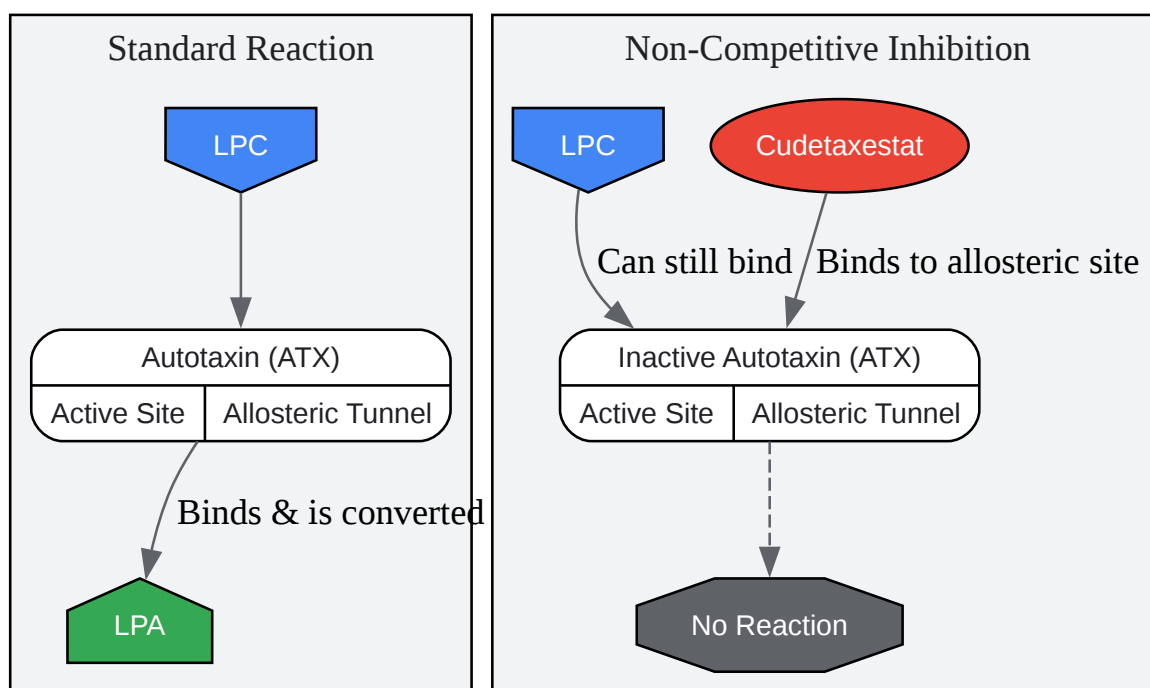 Standard Reaction
LPC
Autotaxin (ATX)
Active Site
Allosteric Tunnel
Binds & is converted
LPA
Non-Competitive Inhibition
LPC
Cudetaxestat
Can still bind
Binds to allosteric site
Inactive Autotaxin (ATX)
Active Site
Allosteric Tunnel
No Reaction